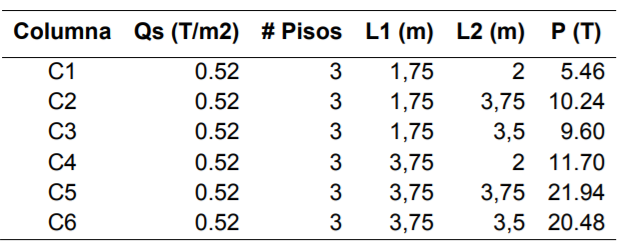 Columna Qs (T/m2) # Pisos L1 (m) L2 (m) P (T)
C1 0.52 3 1,75 2 5.46
C2 0.52 3 1,75 3,75 10.24
C3 0.52 3 1,75 3,5 9.60
C4 0.52 3 3,75 2 11.70
C5 0.52 3 3,75 3,75 21.94
C6 0.52 3 3,75 3,5 20.48